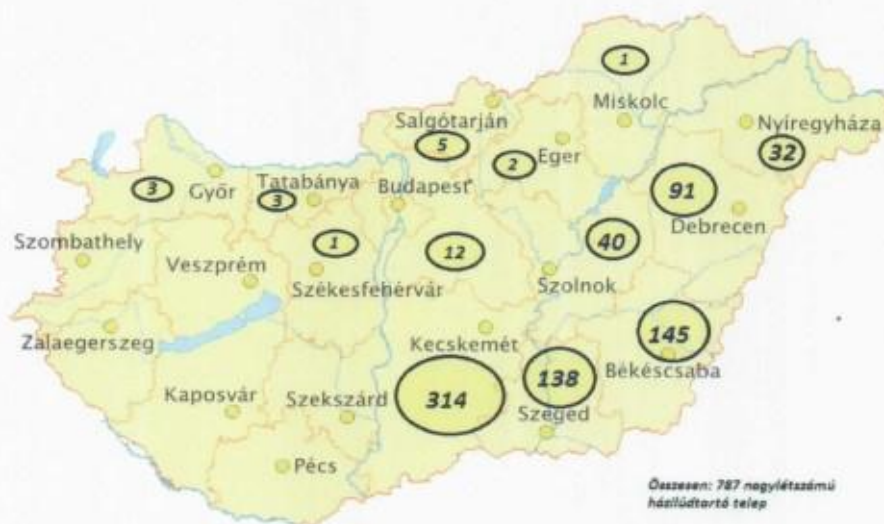 1
Miskolc
Salgótarján
5
Eger
2
Nyíregyháza
32
3
Győr
Tatabánya
3
Budapest
91
Debrecen
Szombathely
1
12
40
Veszprém
Székesfehérvár
Szolnok
Zalaegerszeg
Kecskemét
145
Békéscsaba
138
314
Kaposvár
Szekszárd
Szeged
Pécs
Összesen: 787 nagylétszámú
házilúdtartó telep